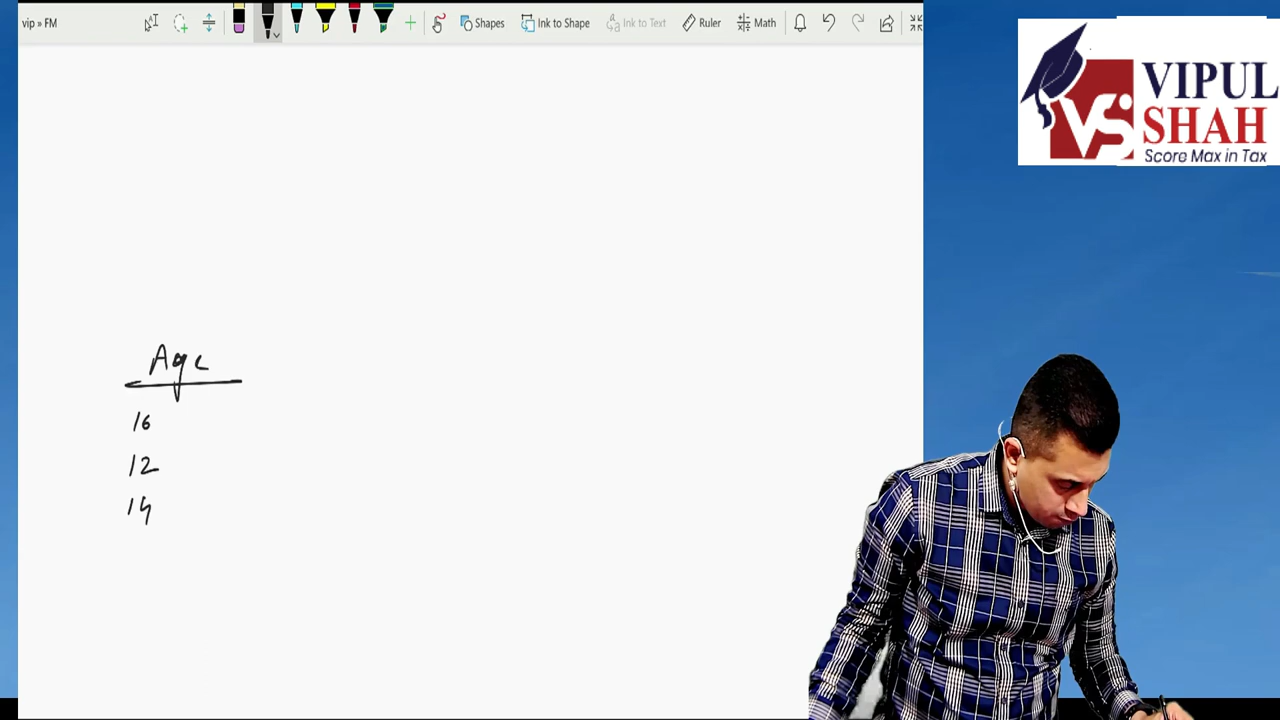 vip » FM
Shapes
Ink to Shape
Ink to Text
Ruler
Math
VIPUL
SHAH
VS
Score Max in Tax
Age
16
12
14